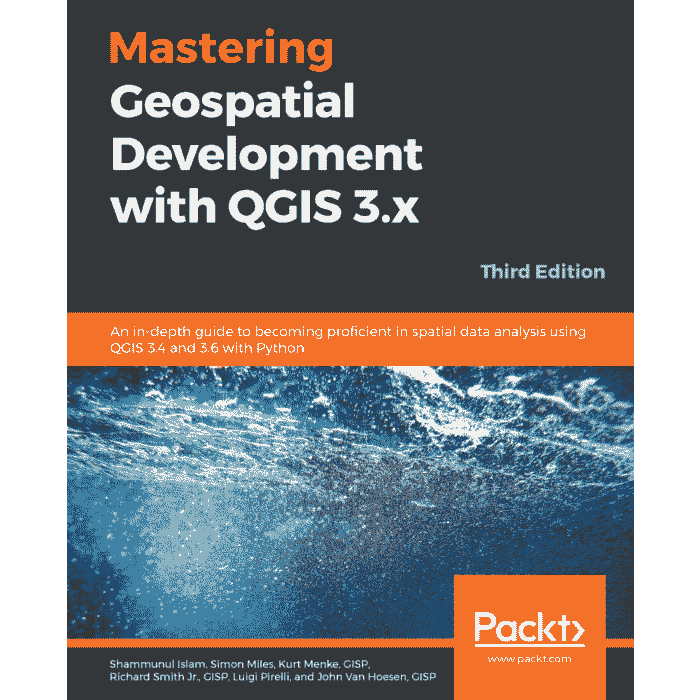 Mastering
Geospatial
Development
with QGIS 3.x
Third Edition
An in-depth guide to becoming proficient in spatial data analysis using
QGIS 3.4 and 3.6 with Python
Packt>
www.packt.com
Shammunul Islam, Simon Miles, Kurt Menke, GISP,
Richard Smith Jr., GISP, Luigi Pirelli, and John Van Hoesen, GISP